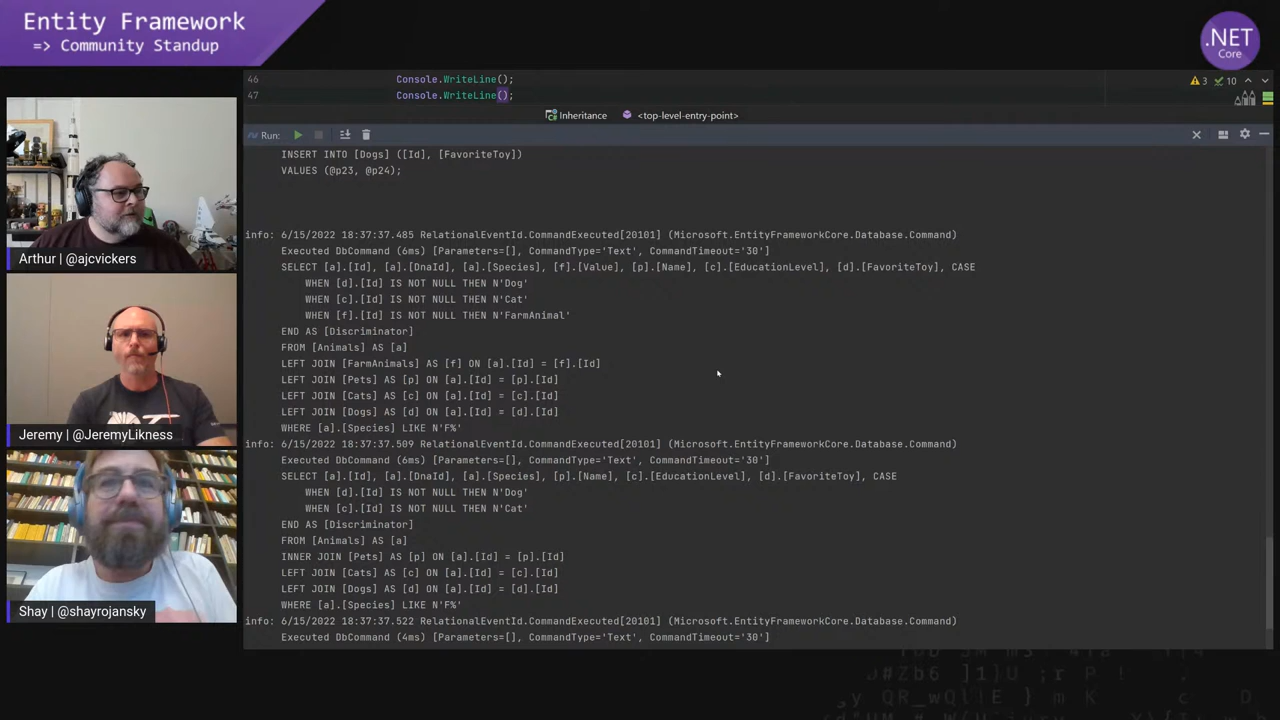 Entity Framework
=> Community Standup
.NET
Core
46 Console.WriteLine();
47 Console.WriteLine();
3 10
Inheritance <top-level-entry-point>
Run:
INSERT INTO [Dogs] ([Id], [FavoriteToy])
VALUES (@p23, @p24);
info: 6/15/2022 18:37:37.485 RelationalEventId.CommandExecuted[20101] (Microsoft.EntityFrameworkCore.Database.Command)
Executed DbCommand (6ms) [Parameters=[], CommandType='Text', CommandTimeout='30']
SELECT [a].[Id], [a].[DnaId], [a].[Species], [f].[Value], [p].[Name], [c].[EducationLevel], [d].[FavoriteToy], CASE
WHEN [d].[Id] IS NOT NULL THEN N'Dog'
WHEN [c].[Id] IS NOT NULL THEN N'Cat'
WHEN [f].[Id] IS NOT NULL THEN N'FarmAnimal'
END AS [Discriminator]
FROM [Animals] AS [a]
LEFT JOIN [FarmAnimals] AS [f] ON [a].[Id] = [f].[Id]
LEFT JOIN [Pets] AS [p] ON [a].[Id] = [p].[Id]
LEFT JOIN [Cats] AS [c] ON [a].[Id] = [c].[Id]
LEFT JOIN [Dogs] AS [d] ON [a].[Id] = [d].[Id]
WHERE [a].[Species] LIKE N'F%'
info: 6/15/2022 18:37:37.509 RelationalEventId.CommandExecuted[20101] (Microsoft.EntityFrameworkCore.Database.Command)
Executed DbCommand (6ms) [Parameters=[], CommandType='Text', CommandTimeout='30']
SELECT [a].[Id], [a].[DnaId], [a].[Species], [p].[Name], [c].[EducationLevel], [d].[FavoriteToy], CASE
WHEN [d].[Id] IS NOT NULL THEN N'Dog'
WHEN [c].[Id] IS NOT NULL THEN N'Cat'
END AS [Discriminator]
FROM [Animals] AS [a]
INNER JOIN [Pets] AS [p] ON [a].[Id] = [p].[Id]
LEFT JOIN [Cats] AS [c] ON [a].[Id] = [c].[Id]
LEFT JOIN [Dogs] AS [d] ON [a].[Id] = [d].[Id]
WHERE [a].[Species] LIKE N'F%'
info: 6/15/2022 18:37:37.522 RelationalEventId.CommandExecuted[20101] (Microsoft.EntityFrameworkCore.Database.Command)
Executed DbCommand (4ms) [Parameters=[], CommandType='Text', CommandTimeout='30']
Arthur | @ajcvickers
Jeremy | @JeremyLikness
Shay | @shayrojansky